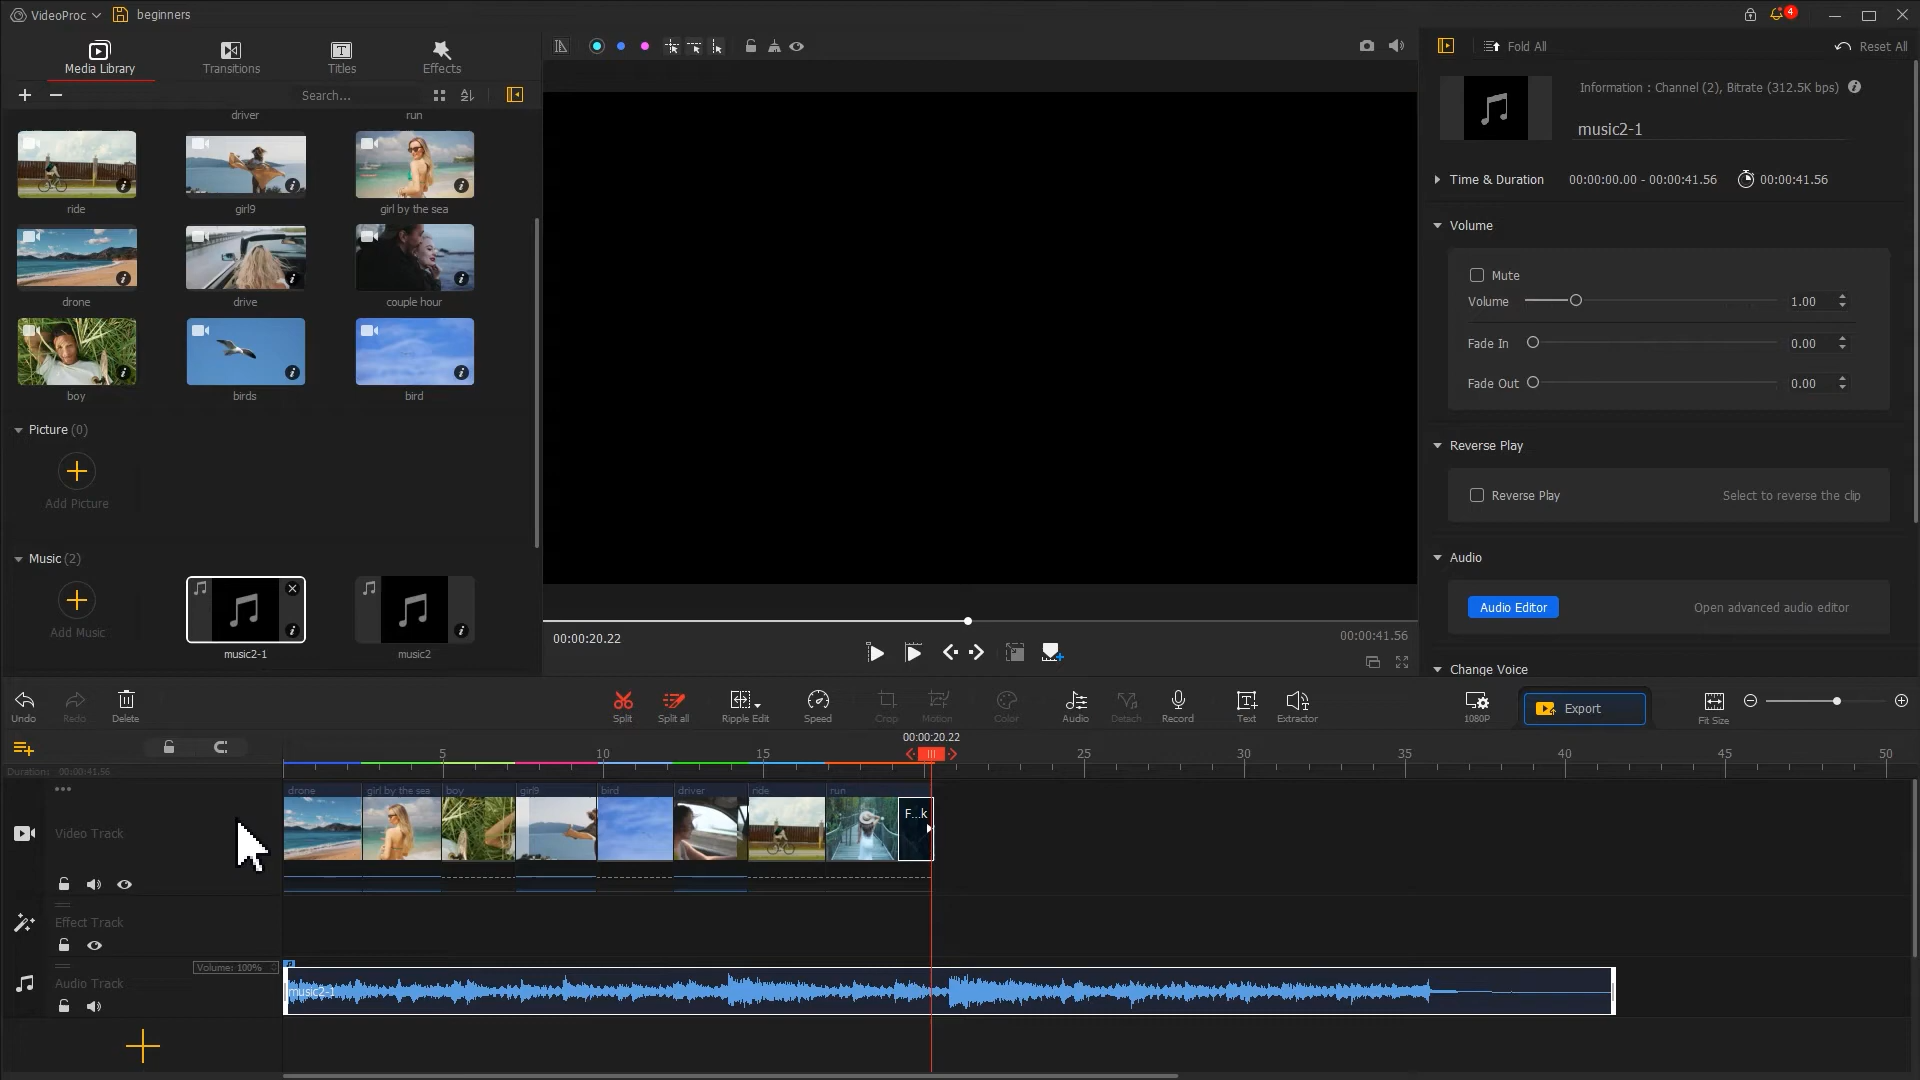 VideoProc
beginners
4
Media Library
Transitions
Titles
Effects
Fold All
Reset All
Search...
driver
run
Information : Channel (2), Bitrate (312.5K bps)
music2-1
ride
girl9
girl by the sea
Time & Duration
00:00:00.00 - 00:00:41.56
00:00:41.56
Volume
Mute
Volume
1.00
Fade In
0.00
Fade Out
0.00
drone
drive
couple hour
boy
birds
bird
Picture (0)
Add Picture
Reverse Play
Reverse Play
Select to reverse the clip
Audio
Audio Editor
Open advanced audio editor
Change Voice
Music (2)
Add Music
music2-1
music2
00:00:20.22
00:00:41.56
Undo
Redo
Delete
Split
Split all
Ripple Edit
Speed
Crop
Motion
Color
Audio
Detach
Record
Text
Extractor
1080P
Export
Fit Size
00:00:20.22
5
10
15
25
30
35
40
45
50
Duration: 00:00:41.56
drone
girl by the sea
boy
girl9
bird
driver
ride
run
F...k
Video Track
Effect Track
Volume: 100%
Audio Track
music2-1